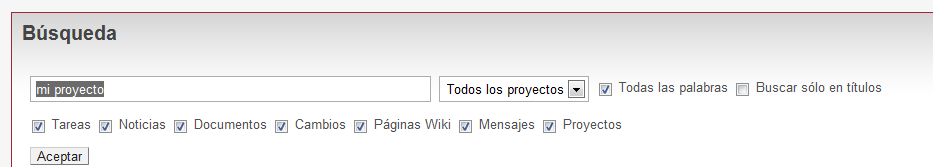 Búsqueda
mi proyecto Todos los proyectos Todas las palabras Buscar sólo en títulos
Tareas Noticias Documentos Cambios Páginas Wiki Mensajes Proyectos
Aceptar